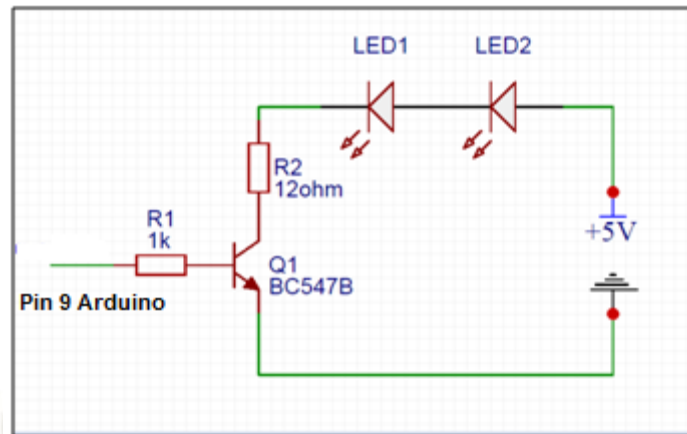 LED1
LED2
R2
12ohm
R1
1k
+5V
Q1
BC547B
Pin 9 Arduino